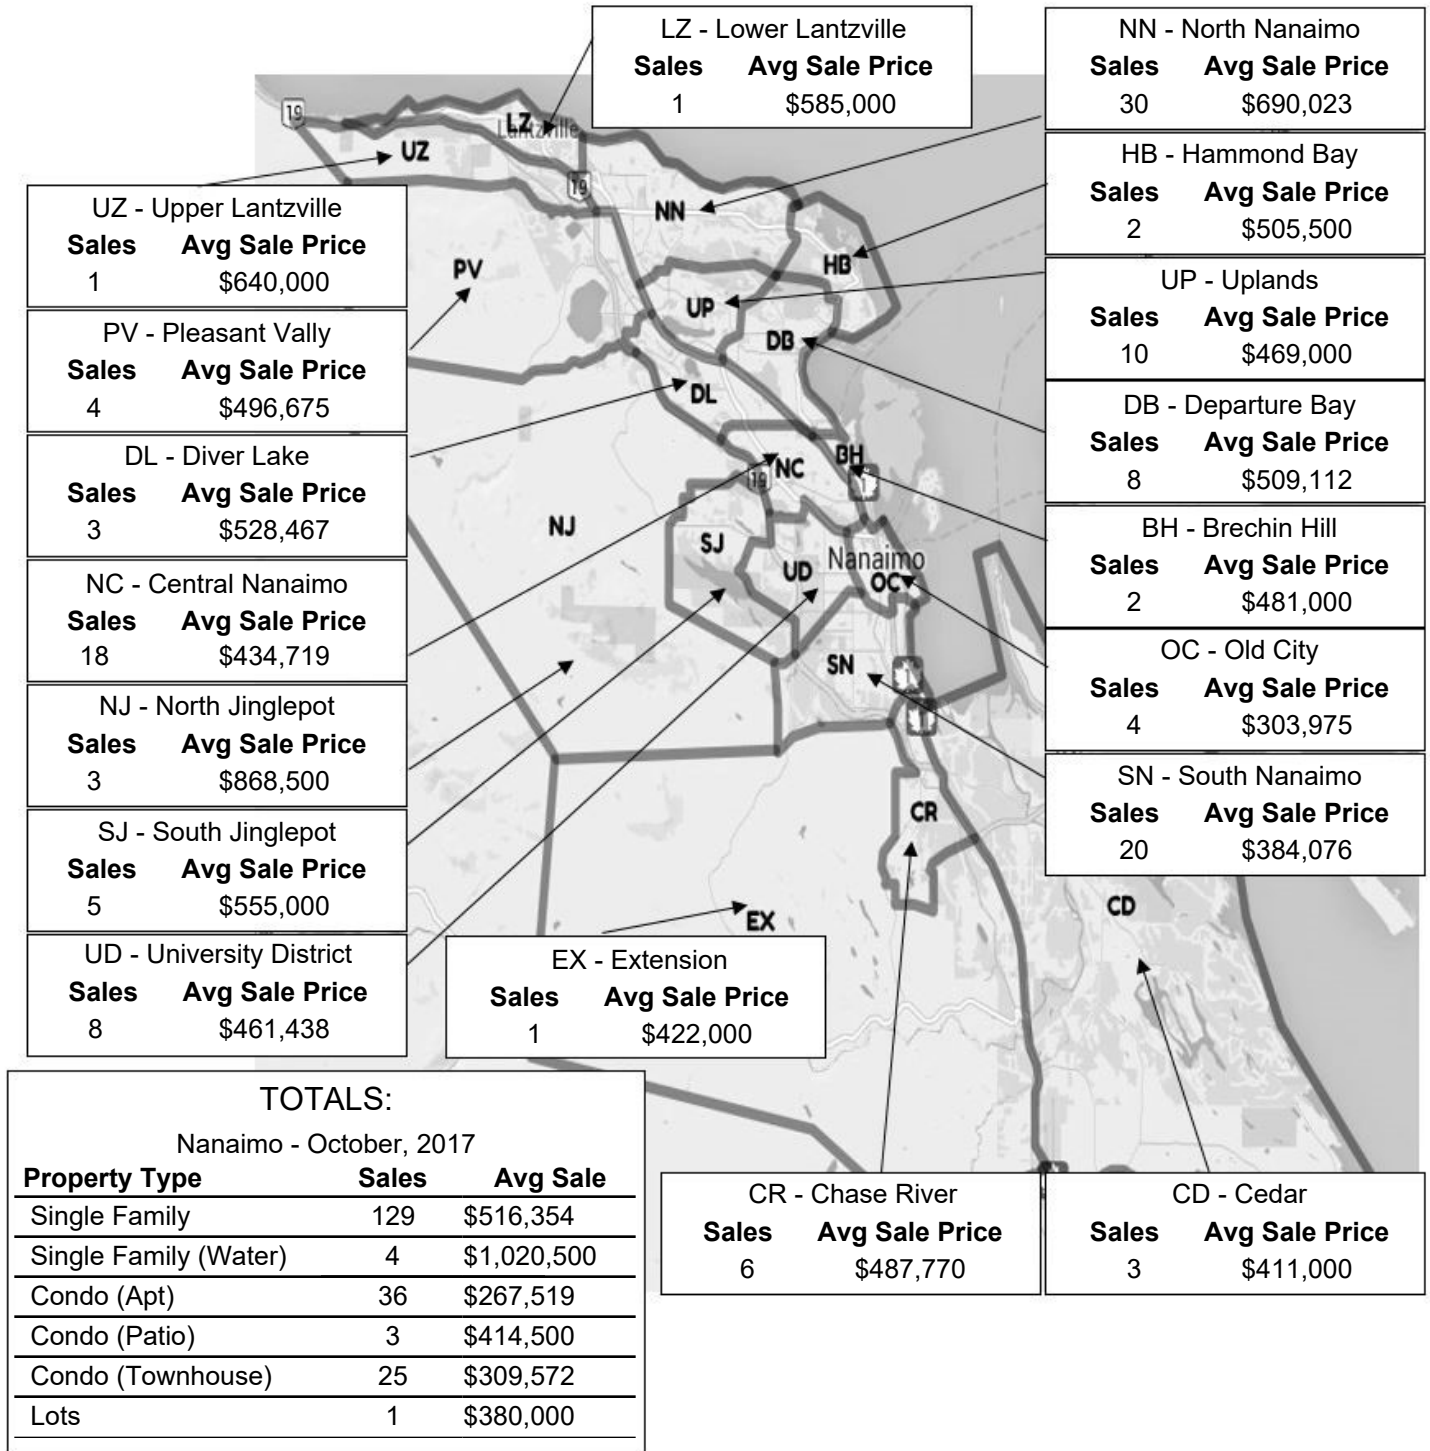 LZ - Lower Lantzville
Sales Avg Sale Price
1 $585,000
NN - North Nanaimo
Sales Avg Sale Price
30 $690,023
HB - Hammond Bay
Sales Avg Sale Price
2 $505,500
UP - Uplands
Sales Avg Sale Price
10 $469,000
DB - Departure Bay
Sales Avg Sale Price
8 $509,112
BH - Brechin Hill
Sales Avg Sale Price
2 $481,000
OC - Old City
Sales Avg Sale Price
4 $303,975
SN - South Nanaimo
Sales Avg Sale Price
20 $384,076
UZ - Upper Lantzville
Sales Avg Sale Price
1 $640,000
PV - Pleasant Vally
Sales Avg Sale Price
4 $496,675
DL - Diver Lake
Sales Avg Sale Price
3 $528,467
NC - Central Nanaimo
Sales Avg Sale Price
18 $434,719
NJ - North Jinglepot
Sales Avg Sale Price
3 $868,500
SJ - South Jinglepot
Sales Avg Sale Price
5 $555,000
UD - University District
Sales Avg Sale Price
8 $461,438
EX - Extension
Sales Avg Sale Price
1 $422,000
CR - Chase River
Sales Avg Sale Price
6 $487,770
CD - Cedar
Sales Avg Sale Price
3 $411,000
19
LZ
Lantzville
UZ
19
NN
PV
HB
UP
DB
DL
BH
NC
19
1
NJ
SJ
Nanaimo
UD
OC
SN
CR
EX
CD
TOTALS:
Nanaimo - October, 2017
Property Type Sales Avg Sale
Single Family 129 $516,354
Single Family (Water) 4 $1,020,500
Condo (Apt) 36 $267,519
Condo (Patio) 3 $414,500
Condo (Townhouse) 25 $309,572
Lots 1 $380,000